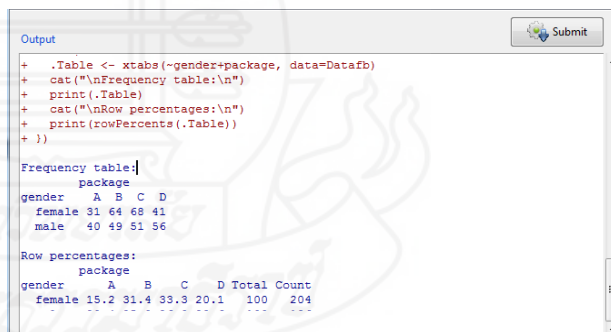 Output
Submit
+   .Table <- xtabs(~gender+package, data=Datafb)
+   cat("\nFrequency table:\n")
+   print(.Table)
+   cat("\nRow percentages:\n")
+   print(rowPercents(.Table))
+ })
Frequency table:
        package
gender    A  B  C  D
  female 31 64 68 41
  male   40 49 51 56
Row percentages:
        package
gender      A    B    C    D Total Count
  female 15.2 31.4 33.3 20.1   100   204